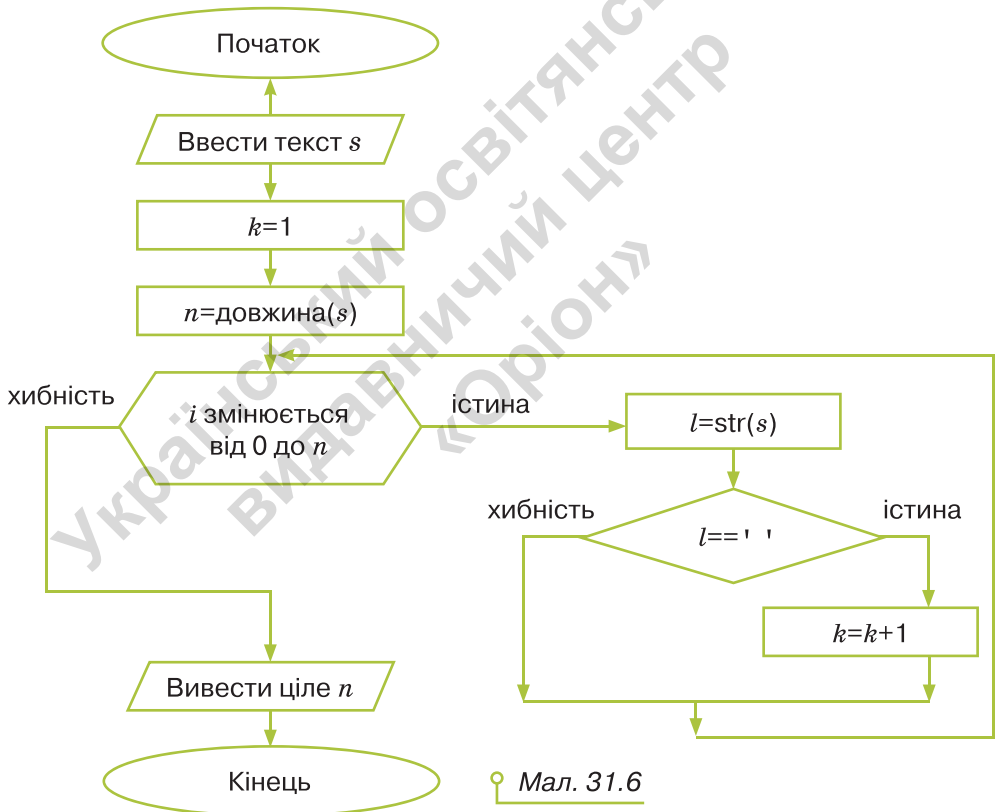 Початок
Ввести текст s
k=1
n=довжина(s)
хибність
i змінюється
від 0 до n
істина
l=str(s)
хибність
l==' '
істина
k=k+1
Вивести ціле n
Кінець
Мал. 31.6
Український освітянс
видавничий центр
«Оріон»